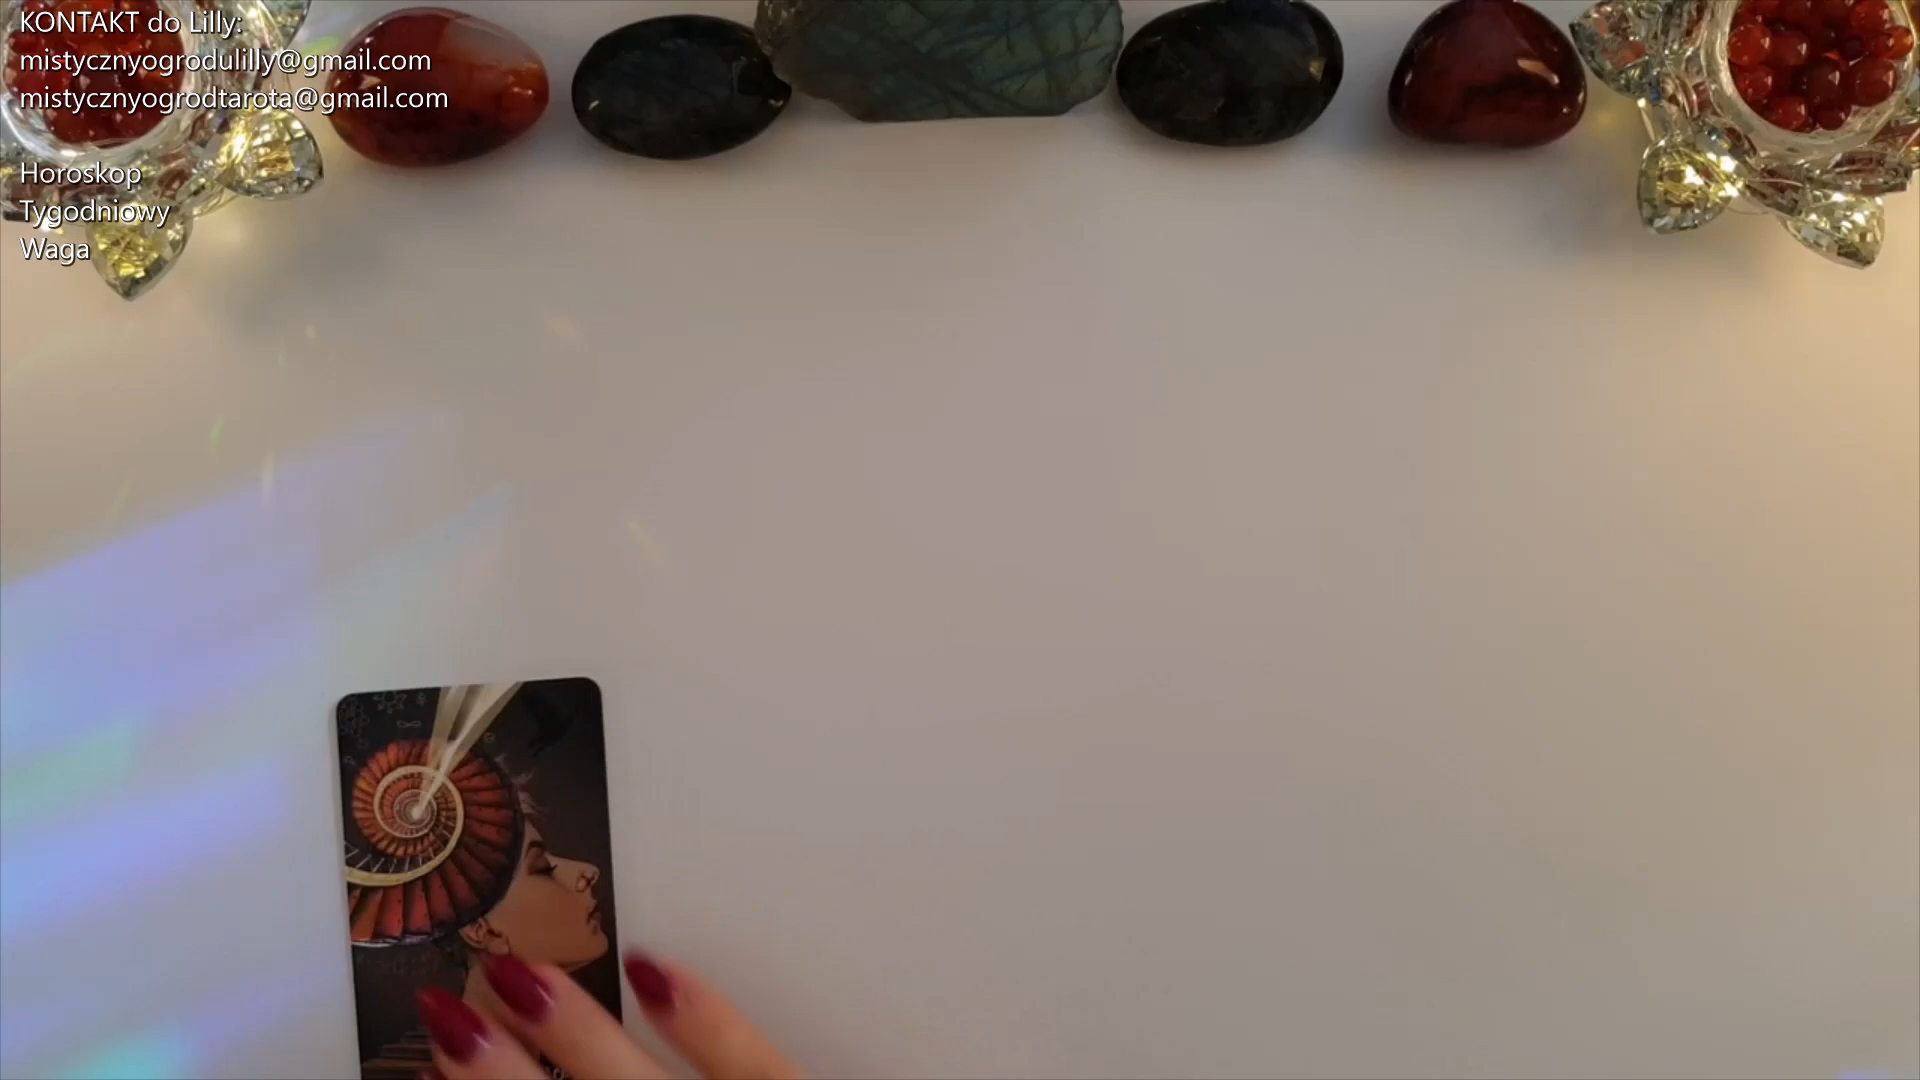 KONTAKT do Lilly:
mistycznyogrodulilly@gmail.com
mistycznyogrodtarota@gmail.com
Horoskop
Tygodniowy
Waga